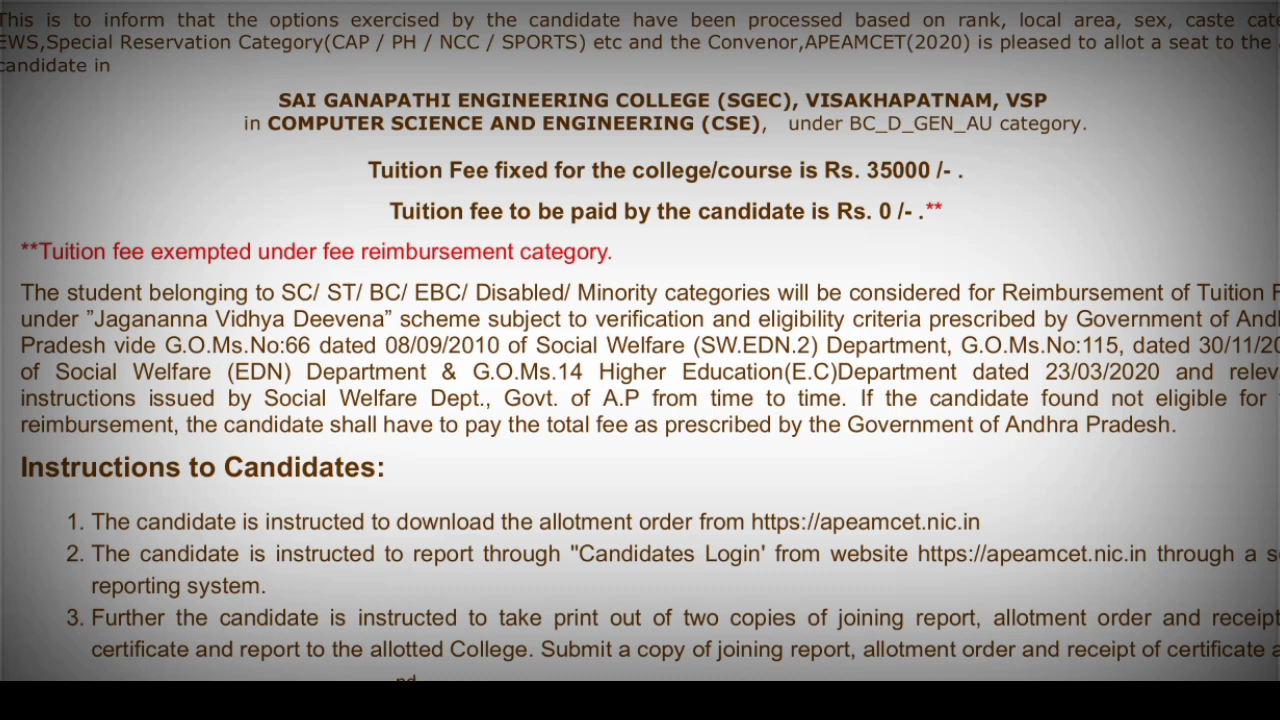 This is to inform that the options exercised by the candidate have been processed based on rank, local area, sex, caste
EWS,Special Reservation Category(CAP / PH / NCC / SPORTS) etc and the Convenor,APEAMCET(2020) is pleased to allot a seat to the
candidate in
SAI GANAPATHI ENGINEERING COLLEGE (SGEC), VISAKHAPATNAM, VSP
in COMPUTER SCIENCE AND ENGINEERING (CSE), under BC_D_GEN_AU category.
Tuition Fee fixed for the college/course is Rs. 35000 /- .
Tuition fee to be paid by the candidate is Rs. 0 /- .**
**Tuition fee exempted under fee reimbursement category.
The student belonging to SC/ ST/ BC/ EBC/ Disabled/ Minority categories will be considered for Reimbursement of Tuition
under ”Jagananna Vidhya Deevena” scheme subject to verification and eligibility criteria prescribed by Government of
Pradesh vide G.O.Ms.No:66 dated 08/09/2010 of Social Welfare (SW.EDN.2) Department, G.O.Ms.No:115, dated
of Social Welfare (EDN) Department & G.O.Ms.14 Higher Education(E.C)Department dated 23/03/2020 and
instructions issued by Social Welfare Dept., Govt. of A.P from time to time. If the candidate found not eligible for
reimbursement, the candidate shall have to pay the total fee as prescribed by the Government of Andhra Pradesh.
Instructions to Candidates:
1. The candidate is instructed to download the allotment order from https://apeamcet.nic.in
2. The candidate is instructed to report through "Candidates Login' from website https://apeamcet.nic.in through a
reporting system.
3. Further the candidate is instructed to take print out of two copies of joining report, allotment order and receipt
certificate and report to the allotted College. Submit a copy of joining report, allotment order and receipt of certificate